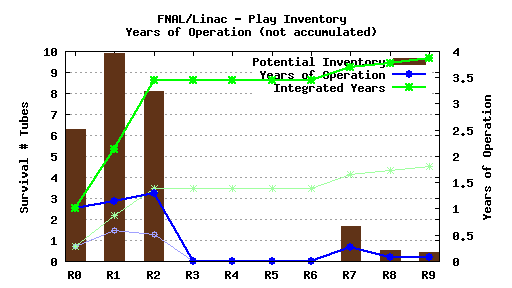 FNAL/Linac - Play Inventory
Years of Operation (not accumulated)
Potential Inventory
Years of Operation
Integrated Years
Survival # Tubes
10
9
8
7
6
5
4
3
2
1
0
Years of Operation
4
3.5
3
2.5
2
1.5
1
0.5
0
R0 R1 R2 R3 R4 R5 R6 R7 R8 R9